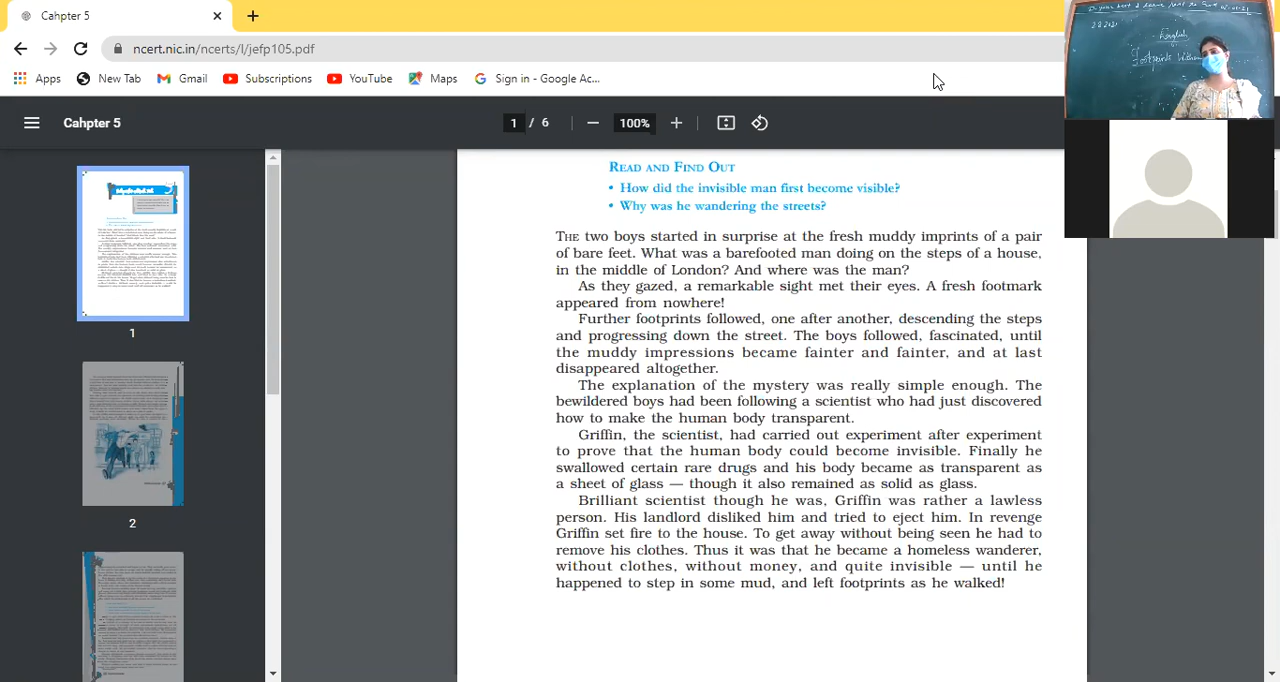 Cahpter 5
ncert.nic.in/ncerts/l/jefp105.pdf
Apps New Tab Gmail Subscriptions YouTube Maps Sign in - Google Ac...
Cahpter 5
1 / 6
100%
English
Footprints Without
READ AND FIND OUT
• How did the invisible man first become visible?
• Why was he wandering the streets?
THE two boys started in surprise at the fresh muddy imprints of a pair
of bare feet. What was a barefooted man doing on the steps of a house,
in the middle of London? And where was the man?
As they gazed, a remarkable sight met their eyes. A fresh footmark
appeared from nowhere!
Further footprints followed, one after another, descending the steps
and progressing down the street. The boys followed, fascinated, until
the muddy impressions became fainter and fainter, and at last
disappeared altogether.
The explanation of the mystery was really simple enough. The
bewildered boys had been following a scientist who had just discovered
how to make the human body transparent.
Griffin, the scientist, had carried out experiment after experiment
to prove that the human body could become invisible. Finally he
swallowed certain rare drugs and his body became as transparent as
a sheet of glass — though it also remained as solid as glass.
Brilliant scientist though he was, Griffin was rather a lawless
person. His landlord disliked him and tried to eject him. In revenge
Griffin set fire to the house. To get away without being seen he had to
remove his clothes. Thus it was that he became a homeless wanderer,
without clothes, without money, and quite invisible — until he
happened to step in some mud, and left footprints as he walked!
1
2